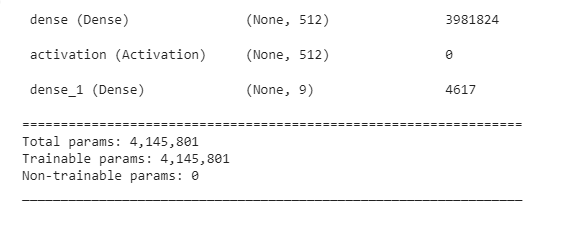 dense (Dense) (None, 512) 3981824
activation (Activation) (None, 512) 0
dense_1 (Dense) (None, 9) 4617
=================================================================
Total params: 4,145,801
Trainable params: 4,145,801
Non-trainable params: 0
_________________________________________________________________